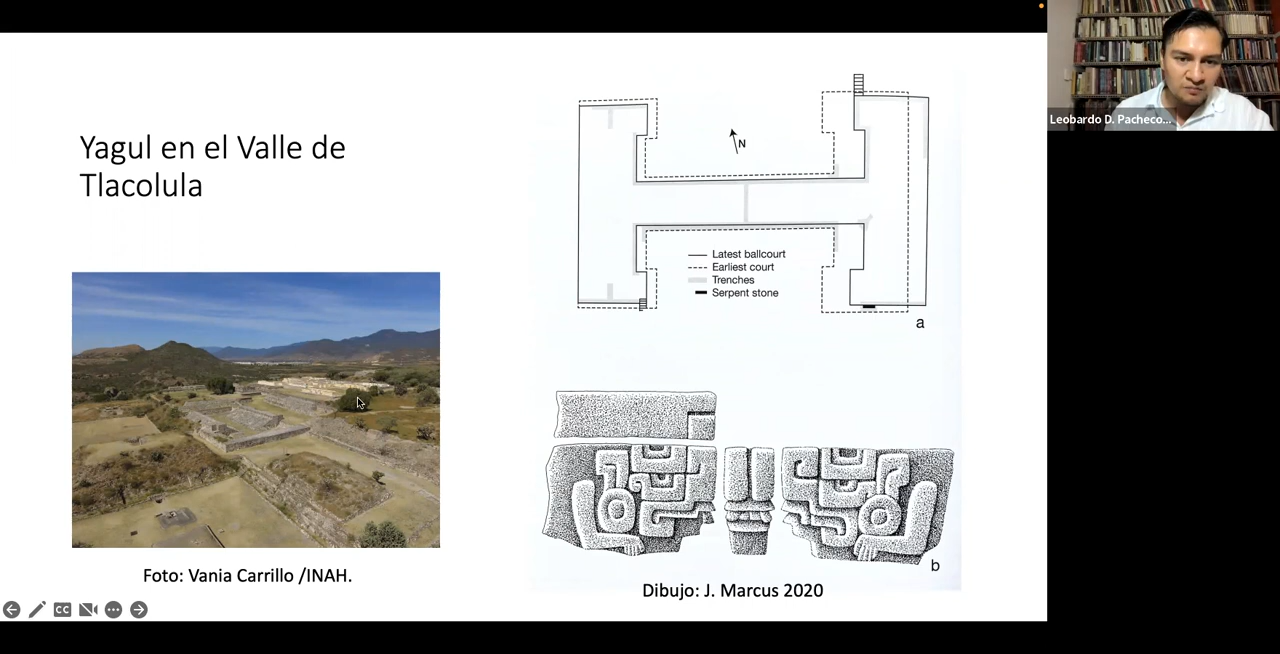 Yagul en el Valle de
Tlacolula
N
Latest ballcourt
Earliest court
Trenches
Serpent stone
a
b
Foto: Vania Carrillo /INAH.
Dibujo: J. Marcus 2020
CC
Leobardo D. Pacheco...